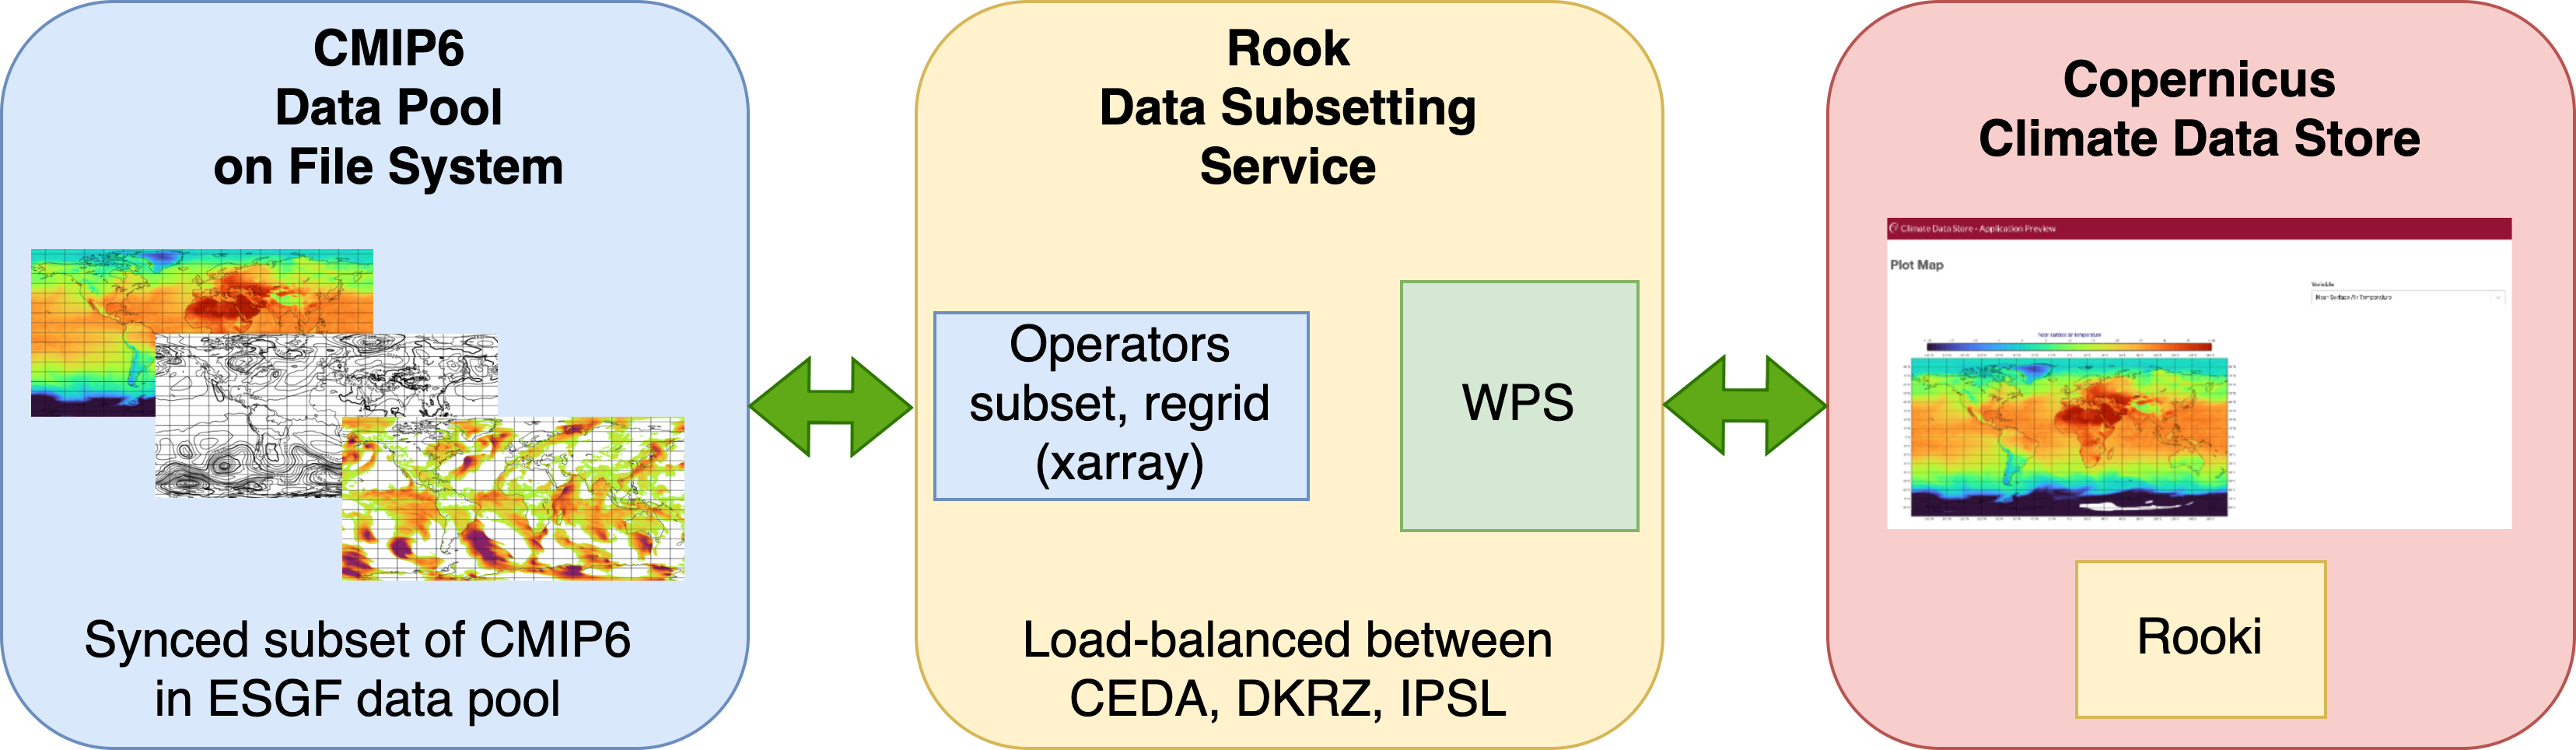 CMIP6
Data Pool
on File System
Synced subset of CMIP6
in ESGF data pool
Rook
Data Subsetting
Service
Operators
subset, regrid
(xarray)
WPS
Load-balanced between
CEDA, DKRZ, IPSL
Copernicus
Climate Data Store
Climate Data Store - Application Preview
Plot Map
Variable
Near-Surface Air Temperature
Near-surface air temperature
Rooki